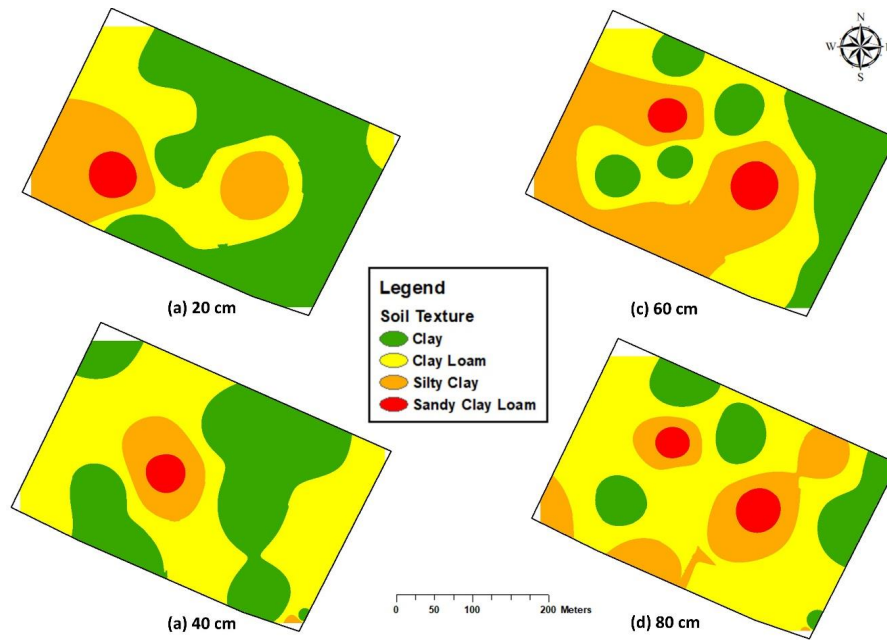 N
W
E
S
(a) 20 cm
(c) 60 cm
Legend
Soil Texture
Clay
Clay Loam
Silty Clay
Sandy Clay Loam
(a) 40 cm
0 50 100 200 Meters
(d) 80 cm